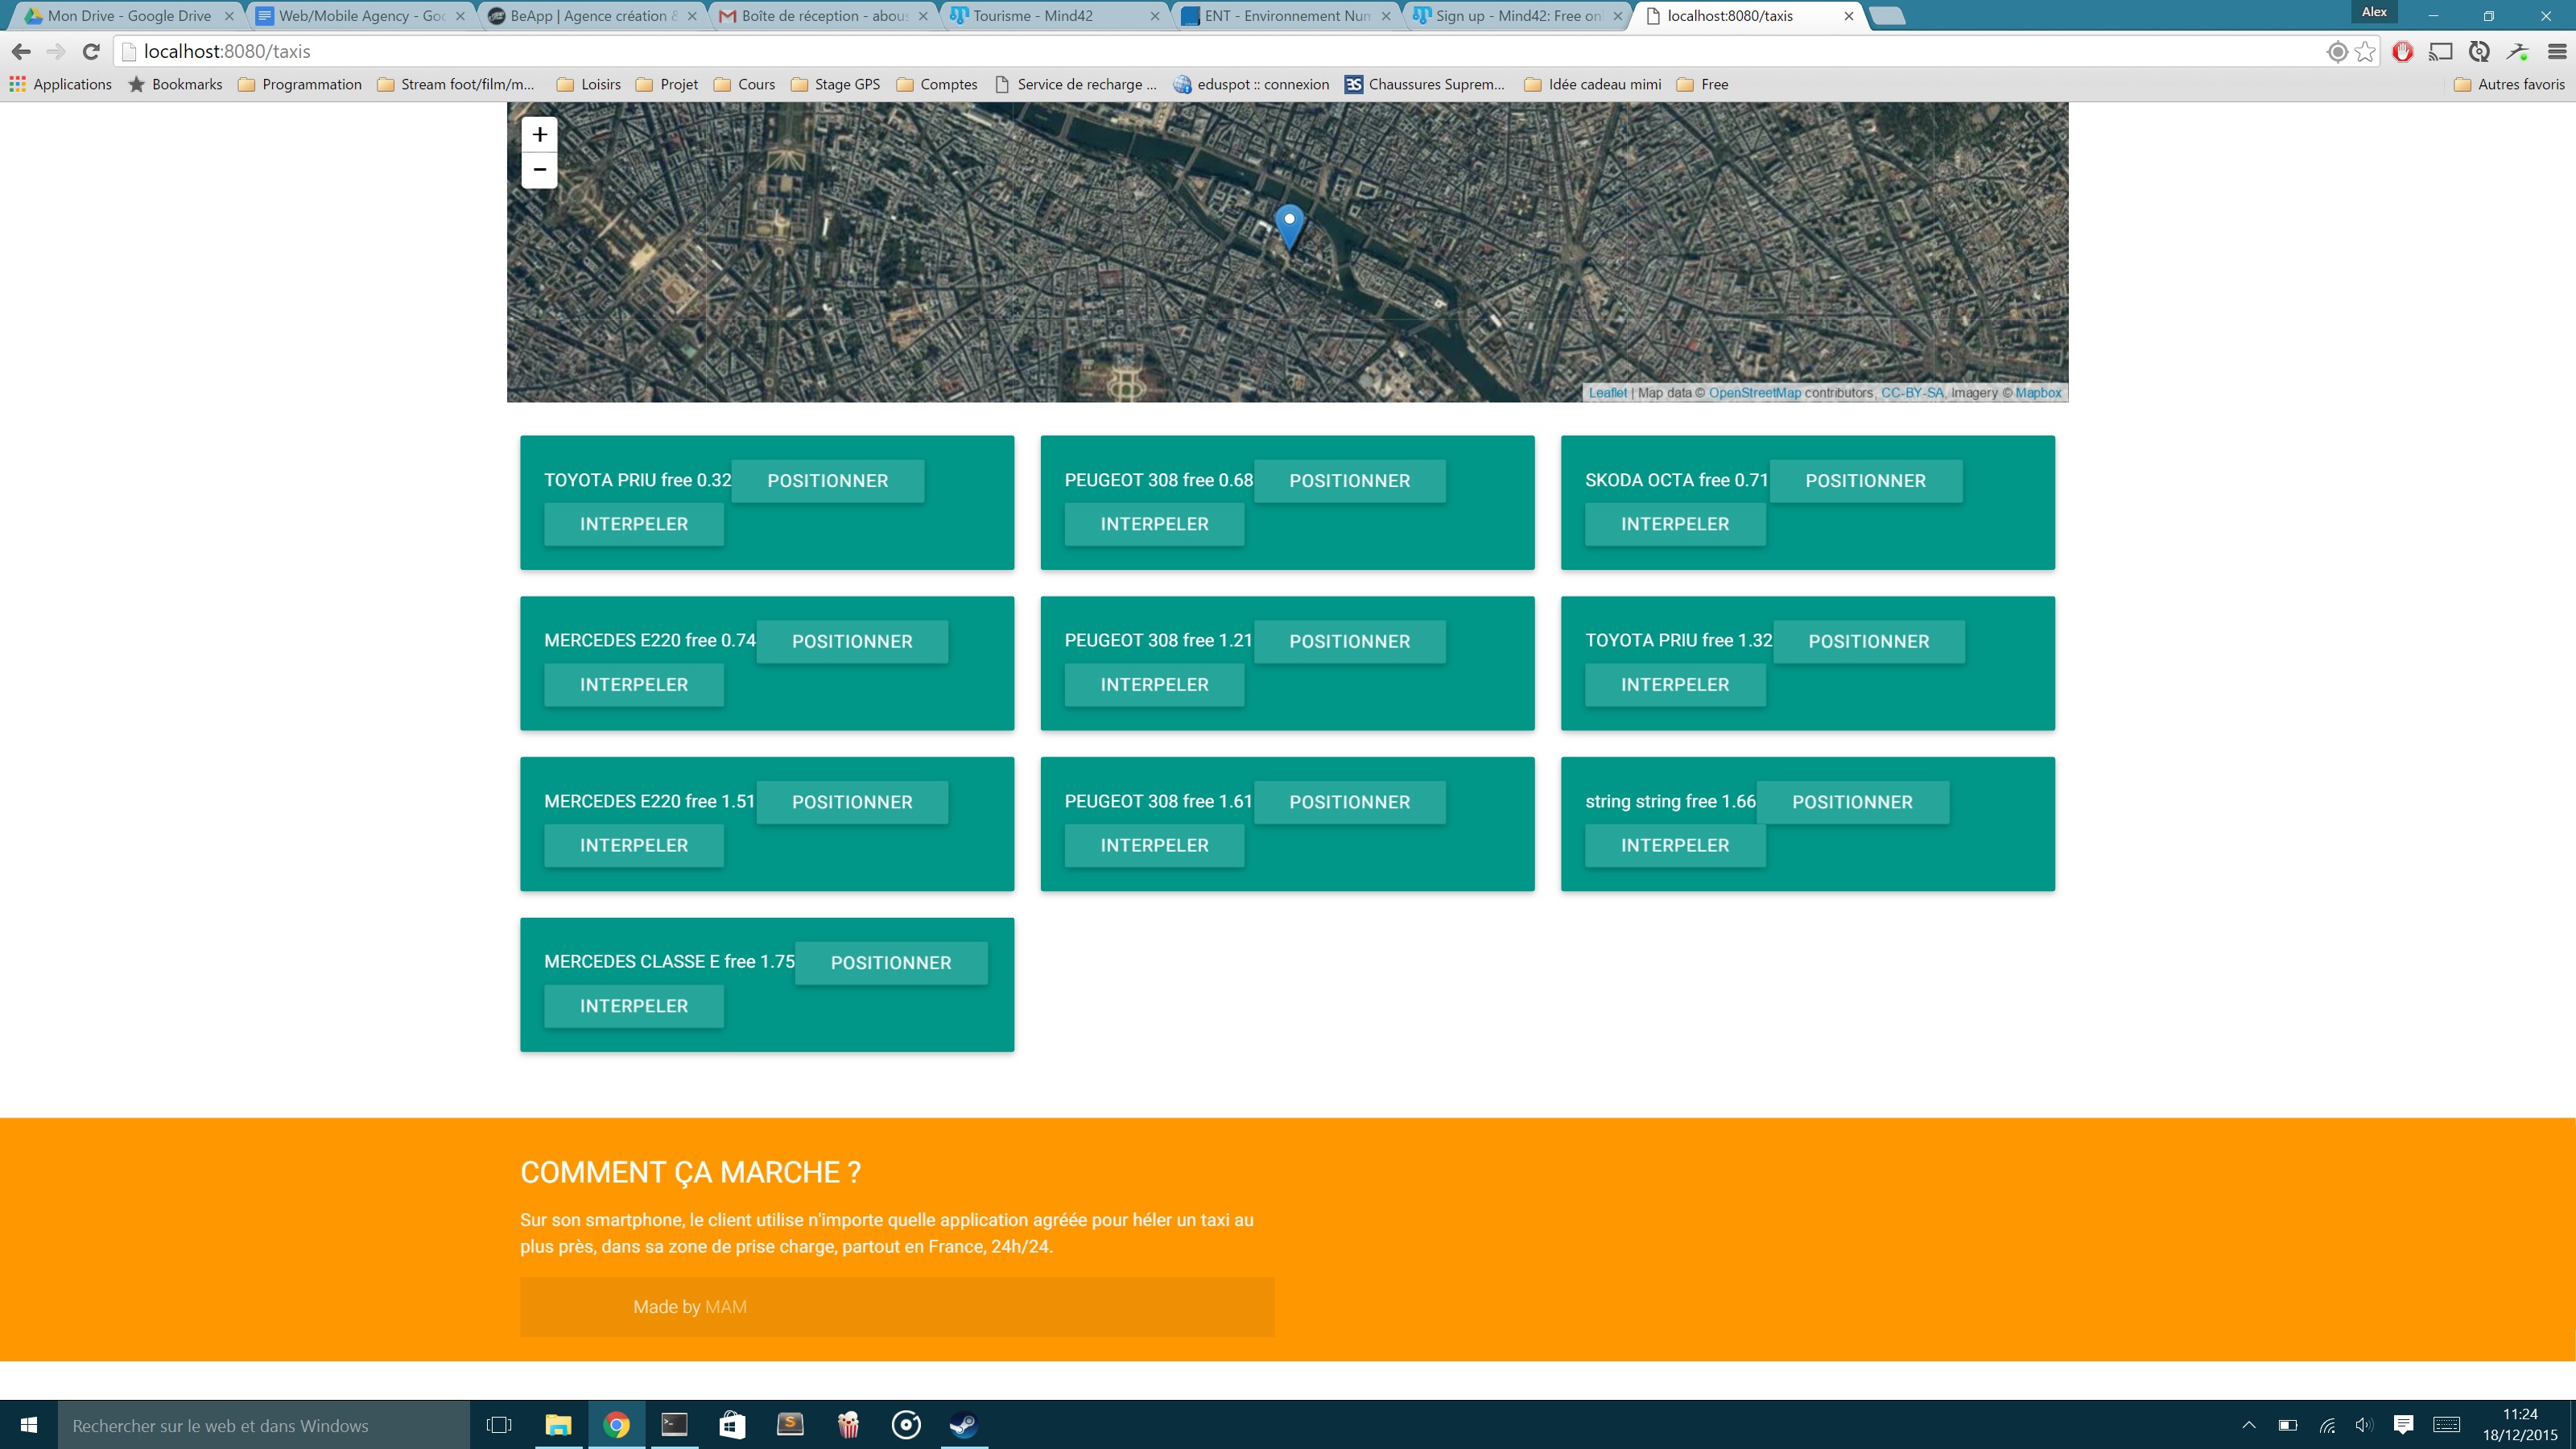 Mon Drive - Google Drive
Web/Mobile Agency - Goo
BeApp | Agence création &
Boîte de réception - abous
Tourisme - Mind42
ENT - Environnement Num
Sign up - Mind42: Free onl
localhost:8080/taxis
Alex
localhost:8080/taxis
Applications
Bookmarks
Programmation
Stream foot/film/m...
Loisirs
Projet
Cours
Stage GPS
Comptes
Service de recharge ...
eduspot :: connexion
Chaussures Suprem...
Idée cadeau mimi
Free
Autres favoris
+
−
Leaflet | Map data © OpenStreetMap contributors, CC-BY-SA, Imagery © Mapbox
TOYOTA PRIU free 0.32 POSITIONNER
INTERPELER
PEUGEOT 308 free 0.68 POSITIONNER
INTERPELER
SKODA OCTA free 0.71 POSITIONNER
INTERPELER
MERCEDES E220 free 0.74 POSITIONNER
INTERPELER
PEUGEOT 308 free 1.21 POSITIONNER
INTERPELER
TOYOTA PRIU free 1.32 POSITIONNER
INTERPELER
MERCEDES E220 free 1.51 POSITIONNER
INTERPELER
PEUGEOT 308 free 1.61 POSITIONNER
INTERPELER
string string free 1.66 POSITIONNER
INTERPELER
MERCEDES CLASSE E free 1.75 POSITIONNER
INTERPELER
COMMENT ÇA MARCHE ?
Sur son smartphone, le client utilise n'importe quelle application agréée pour héler un taxi au
plus près, dans sa zone de prise charge, partout en France, 24h/24.
Made by MAM
Rechercher sur le web et dans Windows
11:24
18/12/2015